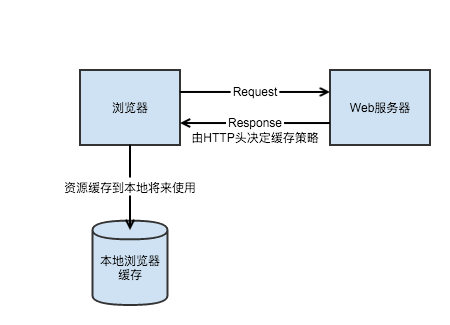 浏览器
Request
Web服务器
Response
由HTTP头决定缓存策略
资源缓存到本地将来使用
本地浏览器
缓存